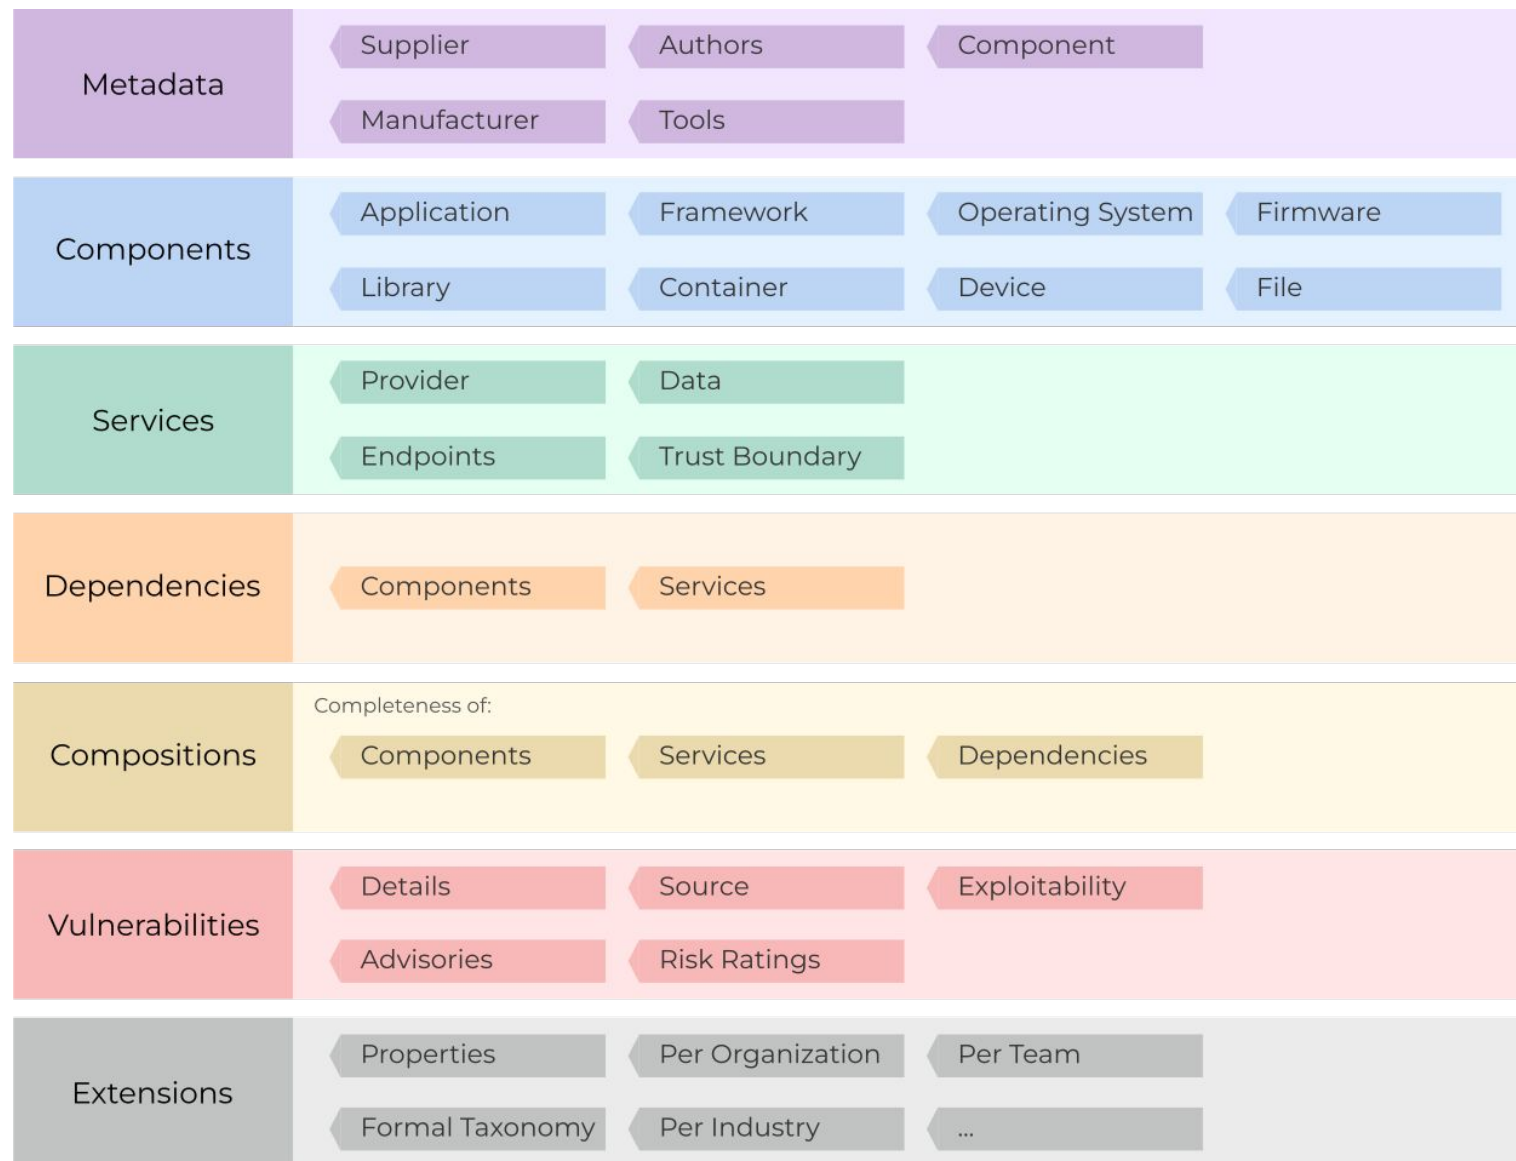 Metadata
Supplier
Authors
Component
Manufacturer
Tools
Components
Application
Framework
Operating System
Firmware
Library
Container
Device
File
Services
Provider
Data
Endpoints
Trust Boundary
Dependencies
Components
Services
Compositions
Completeness of:
Components
Services
Dependencies
Vulnerabilities
Details
Source
Exploitability
Advisories
Risk Ratings
Extensions
Properties
Per Organization
Per Team
Formal Taxonomy
Per Industry
...